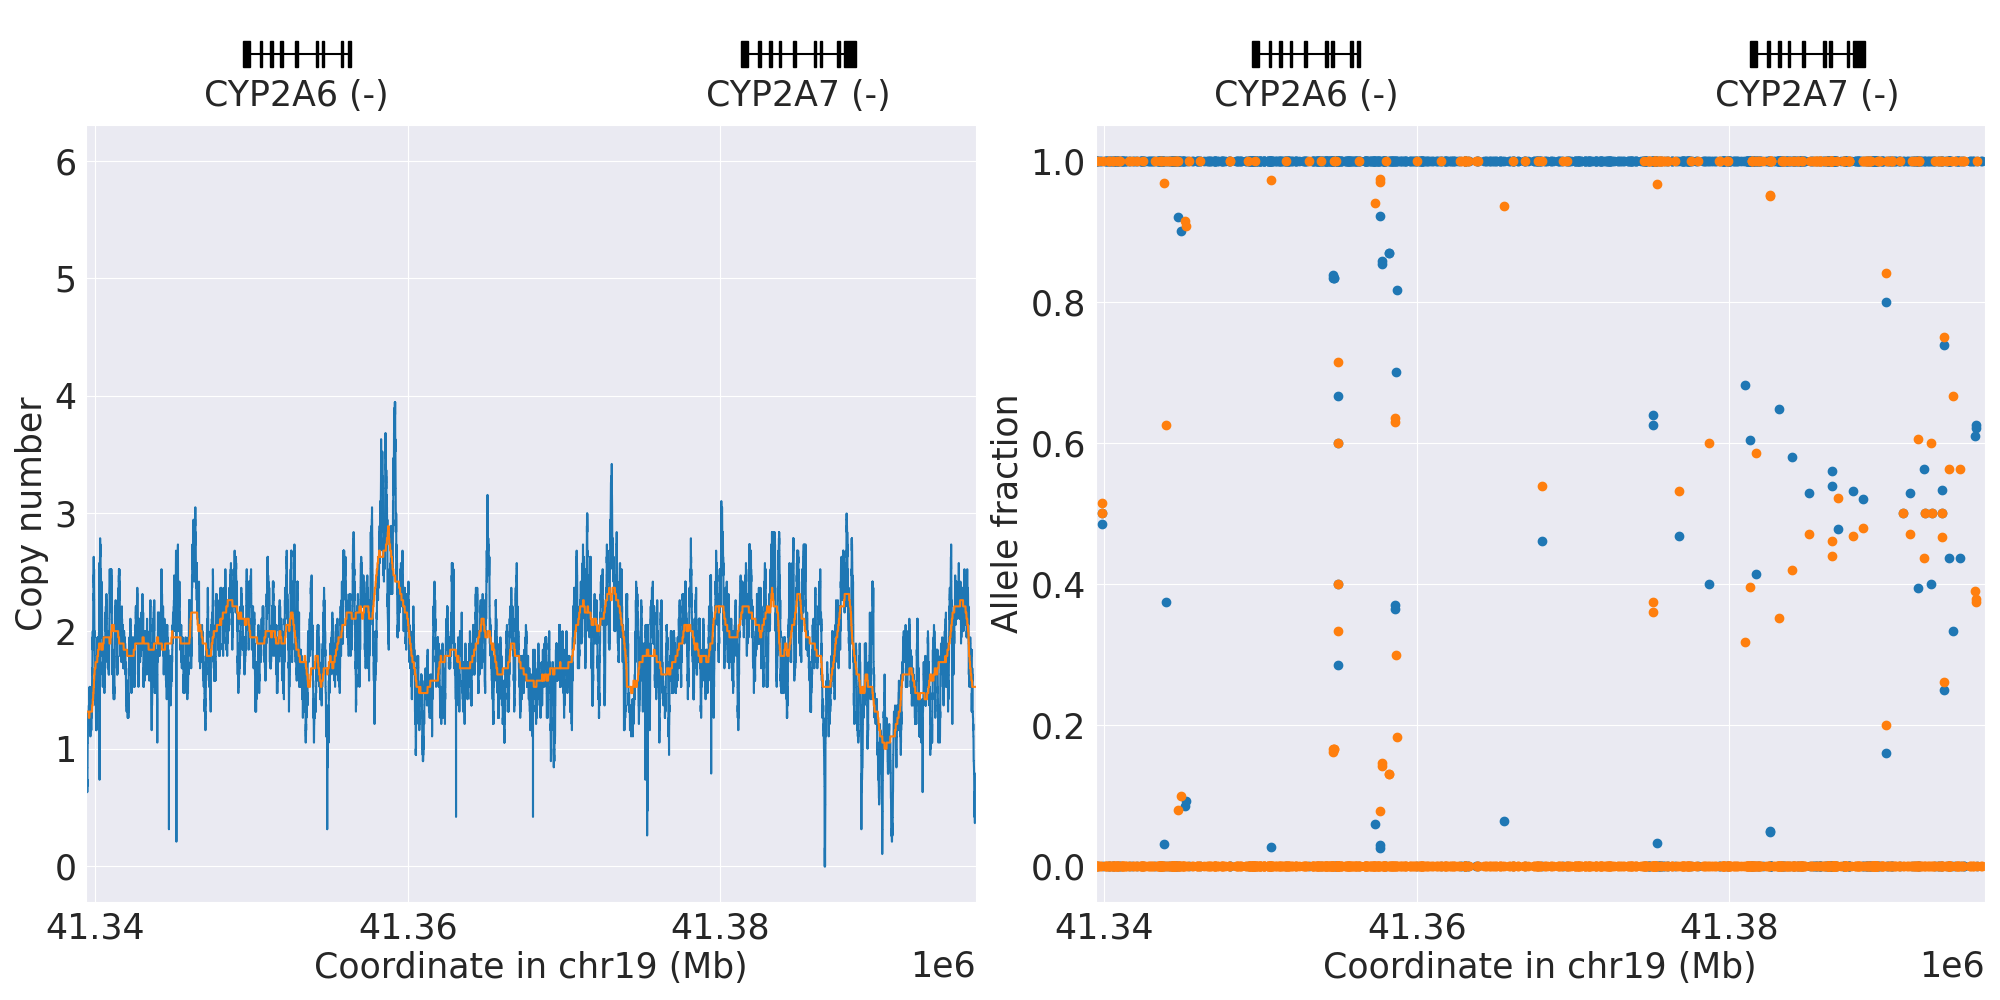 CYP2A6 (-)
CYP2A7 (-)
CYP2A6 (-)
CYP2A7 (-)
Copy number
6
5
4
3
2
1
0
41.34
41.36
41.38
Coordinate in chr19 (Mb)
1e6
Allele fraction
1.0
0.8
0.6
0.4
0.2
0.0
41.34
41.36
41.38
Coordinate in chr19 (Mb)
1e6